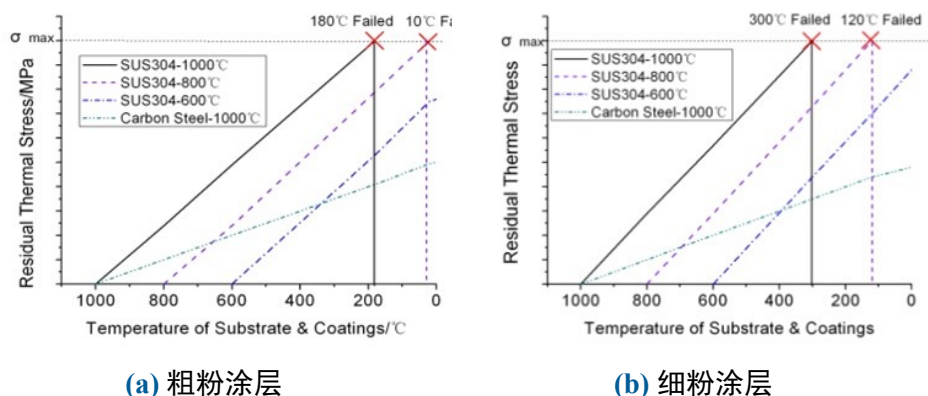 180℃ Failed 10℃ Fa
σ max
SUS304-1000℃
SUS304-800℃
SUS304-600℃
Carbon Steel-1000℃
Residual Thermal Stress/MPa
1000 800 600 400 200 0
Temperature of Substrate & Coatings/℃
(a) 粗粉涂层
300℃ Failed 120℃ Failed
σ max
SUS304-1000℃
SUS304-800℃
SUS304-600℃
Carbon Steel-1000℃
Residual Thermal Stress
1000 800 600 400 200 0
Temperature of Substrate & Coatings
(b) 细粉涂层